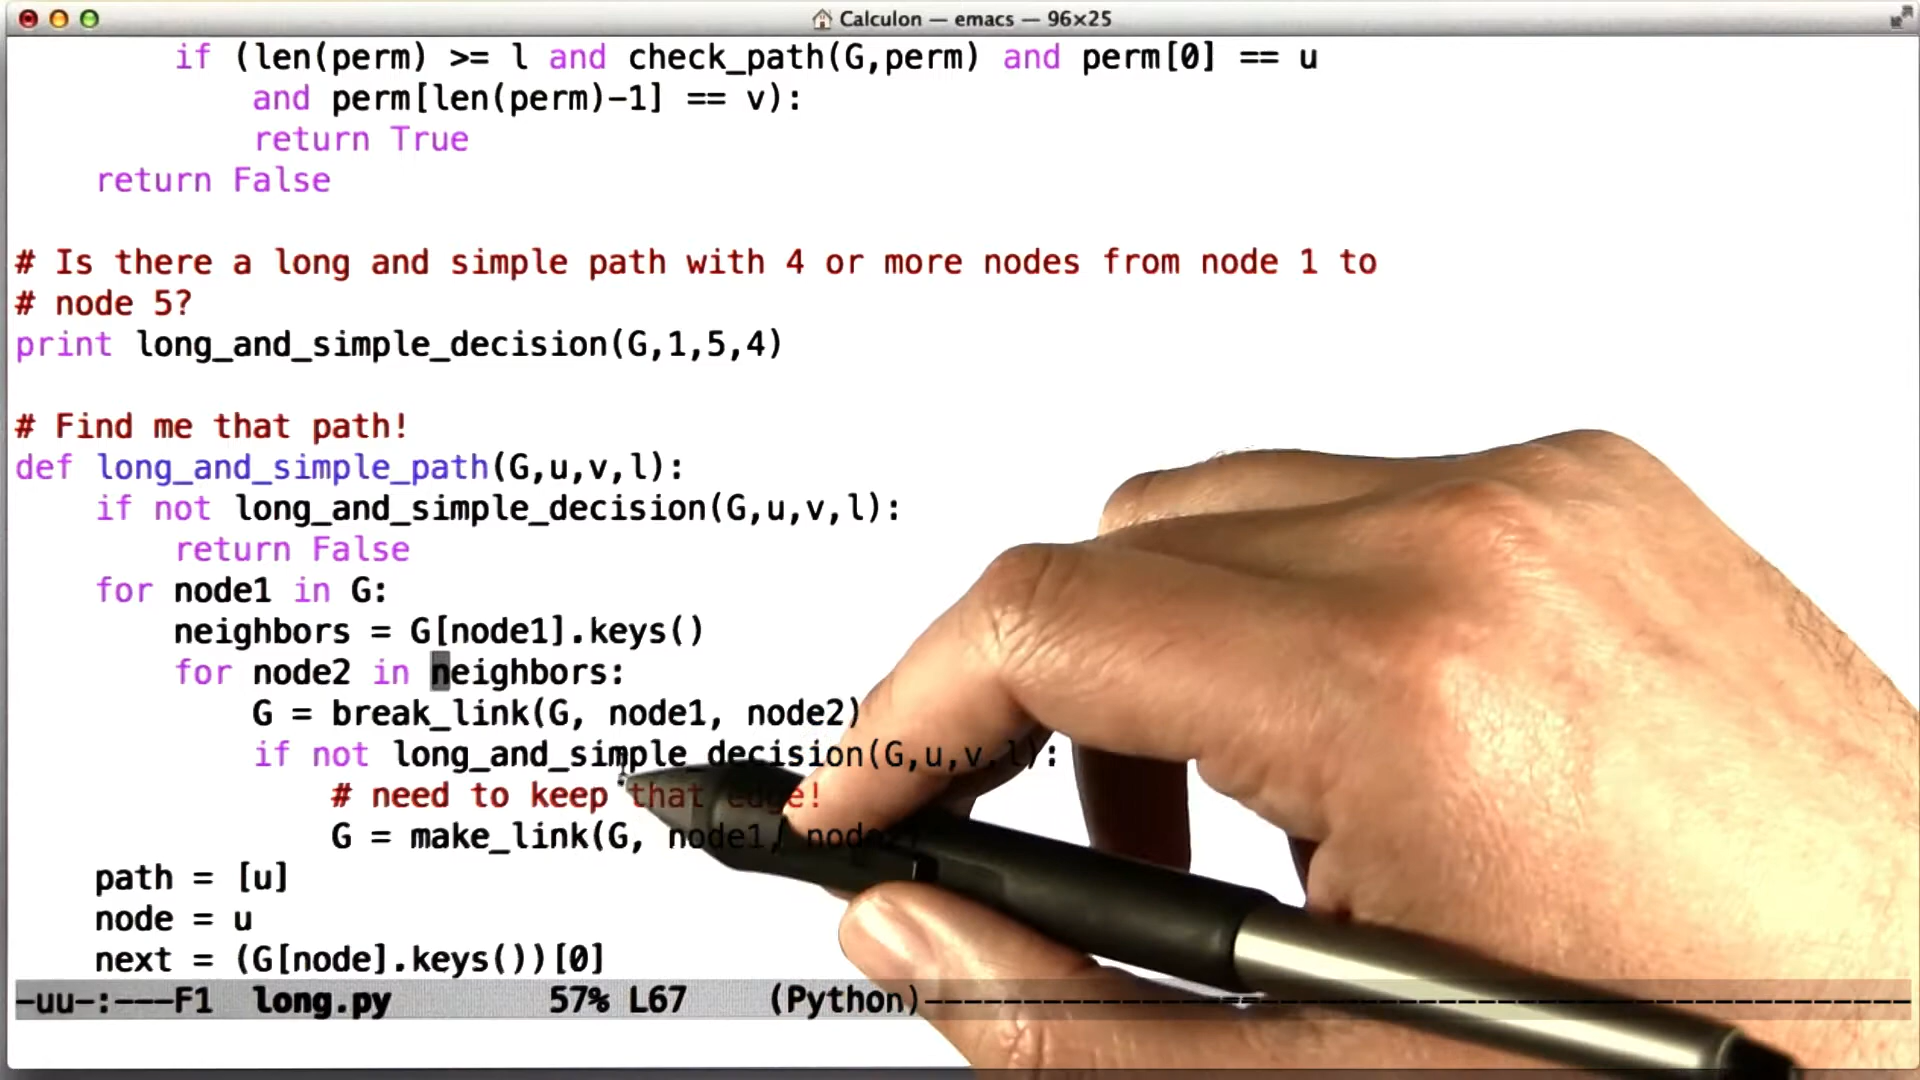 Calculon — emacs — 96×25
        if (len(perm) >= l and check_path(G,perm) and perm[0] == u
            and perm[len(perm)-1] == v):
            return True
    return False
# Is there a long and simple path with 4 or more nodes from node 1 to
# node 5?
print long_and_simple_decision(G,1,5,4)
# Find me that path!
def long_and_simple_path(G,u,v,l):
    if not long_and_simple_decision(G,u,v,l):
        return False
    for node1 in G:
        neighbors = G[node1].keys()
        for node2 in neighbors:
            G = break_link(G, node1, node2)
            if not long_and_simple_decision(G,u,v,l):
                # need to keep that edge!
                G = make_link(G, node1, node2)
    path = [u]
    node = u
    next = (G[node].keys())[0]
-uu-:---F1  long.py        57% L67    (Python)--------------------------------------------------